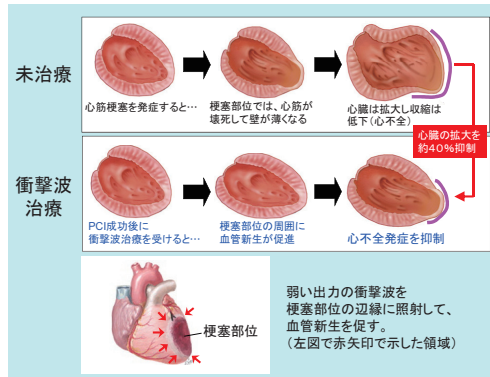 未治療
心筋梗塞を発症すると…
梗塞部位では、心筋が
壊死して壁が薄くなる
心臓は拡大し収縮は
低下(心不全)
心臓の拡大を
約40%抑制
衝撃波
治療
PCI成功後に
衝撃波治療を受けると…
梗塞部位の周囲に
血管新生が促進
心不全発症を抑制
梗塞部位
弱い出力の衝撃波を
梗塞部位の辺縁に照射して、
血管新生を促す。
(左図で赤矢印で示した領域)